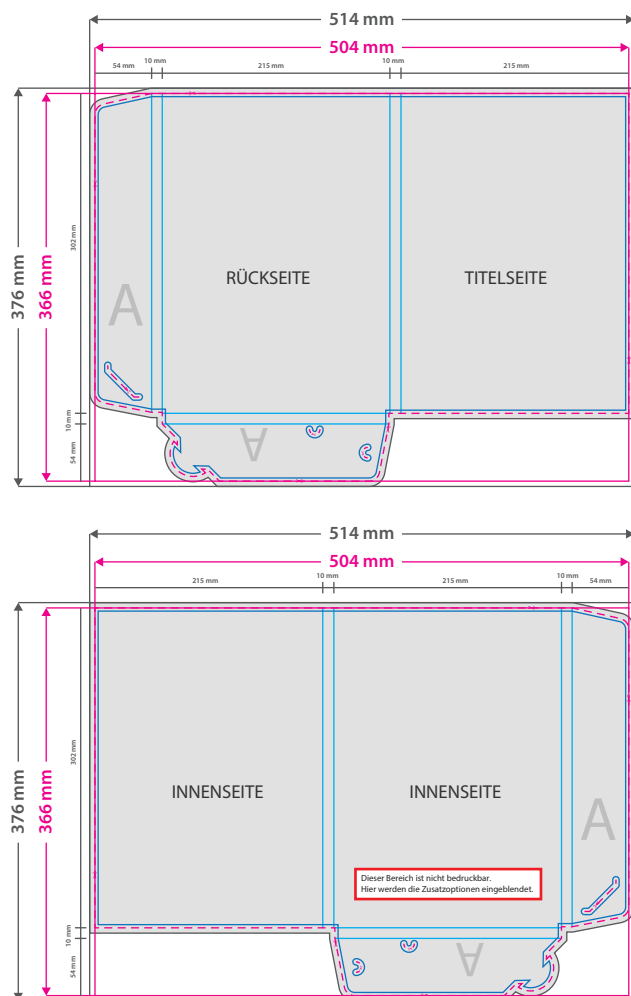 514 mm
504 mm
54 mm
10 mm
215 mm
10 mm
215 mm
376 mm
366 mm
302 mm
10 mm
54 mm
RÜCKSEITE
TITELSEITE
A
A
514 mm
504 mm
215 mm
10 mm
215 mm
10 mm
54 mm
376 mm
366 mm
302 mm
10 mm
54 mm
INNENSEITE
INNENSEITE
A
Dieser Bereich ist nicht bedruckbar.
Hier werden die Zusatzoptionen eingeblendet.
A